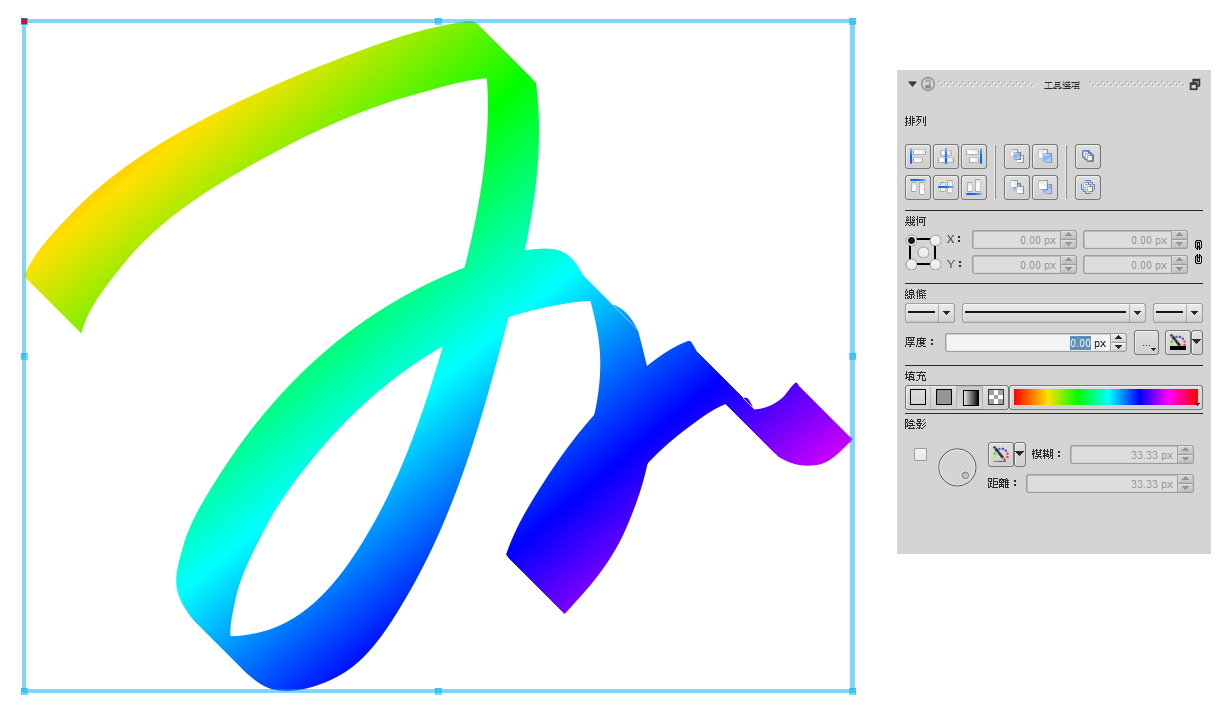 工具選項
排列
幾何
X： 0.00 px 0.00 px
Y： 0.00 px 0.00 px
線條
厚度： 0.00 px ...
填充
陰影
模糊： 33.33 px
距離： 33.33 px